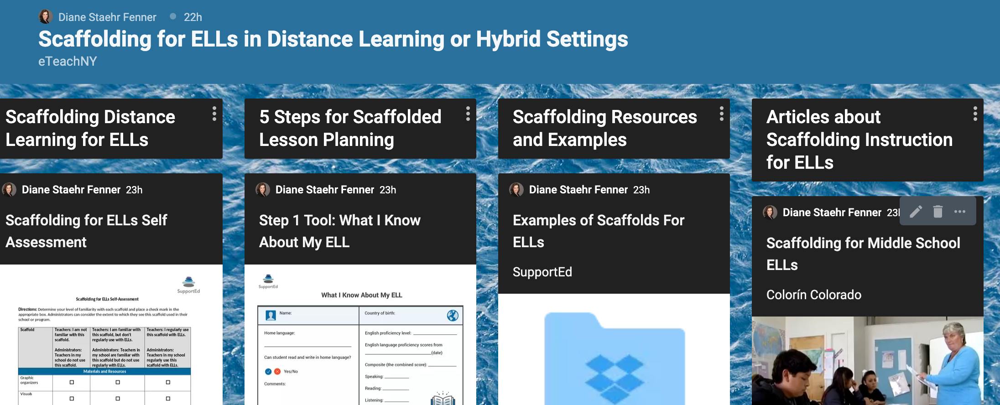 Diane Staehr Fenner • 22h
Scaffolding for ELLs in Distance Learning or Hybrid Settings
eTeachNY
Scaffolding Distance
Learning for ELLs
Diane Staehr Fenner 23h
Scaffolding for ELLs Self
Assessment
SupportEd
Scaffolding for ELLs Self-Assessment
Directions: Determine your level of familiarity with each scaffold and place a check mark in the
appropriate box. Administrators can consider the extent to which they see this scaffold used in their
school or program.
Scaffold
Teachers: I am not
familiar with this
scaffold.
Administrators:
Teachers in my
school do not use
this scaffold.
Teachers: I am familiar with
this scaffold, but don't
regularly use with ELLs.
Administrators: Teachers in
my school are familiar with
this scaffold but do not use
regularly with ELLs.
Teachers: I regularly use
this scaffold with ELLs.
Administrators:
Teachers in my school
regularly use this
scaffold with ELLs.
Materials and Resources
Graphic
organizers
Visuals
5 Steps for Scaffolded
Lesson Planning
Diane Staehr Fenner 23h
Step 1 Tool: What I Know
About My ELL
SupportEd
What I Know About My ELL
Name:
Country of birth:
Home language:
Can student read and write in home language?
Yes/No
Comments:
English proficiency level:
English language proficiency scores from
(date)
Composite (the combined score):
Speaking:
Reading:
Listening:
Scaffolding Resources
and Examples
Diane Staehr Fenner 23h
Examples of Scaffolds For
ELLs
SupportEd
Articles about
Scaffolding Instruction
for ELLs
Diane Staehr Fenner 23
Scaffolding for Middle School
ELLs
Colorín Colorado